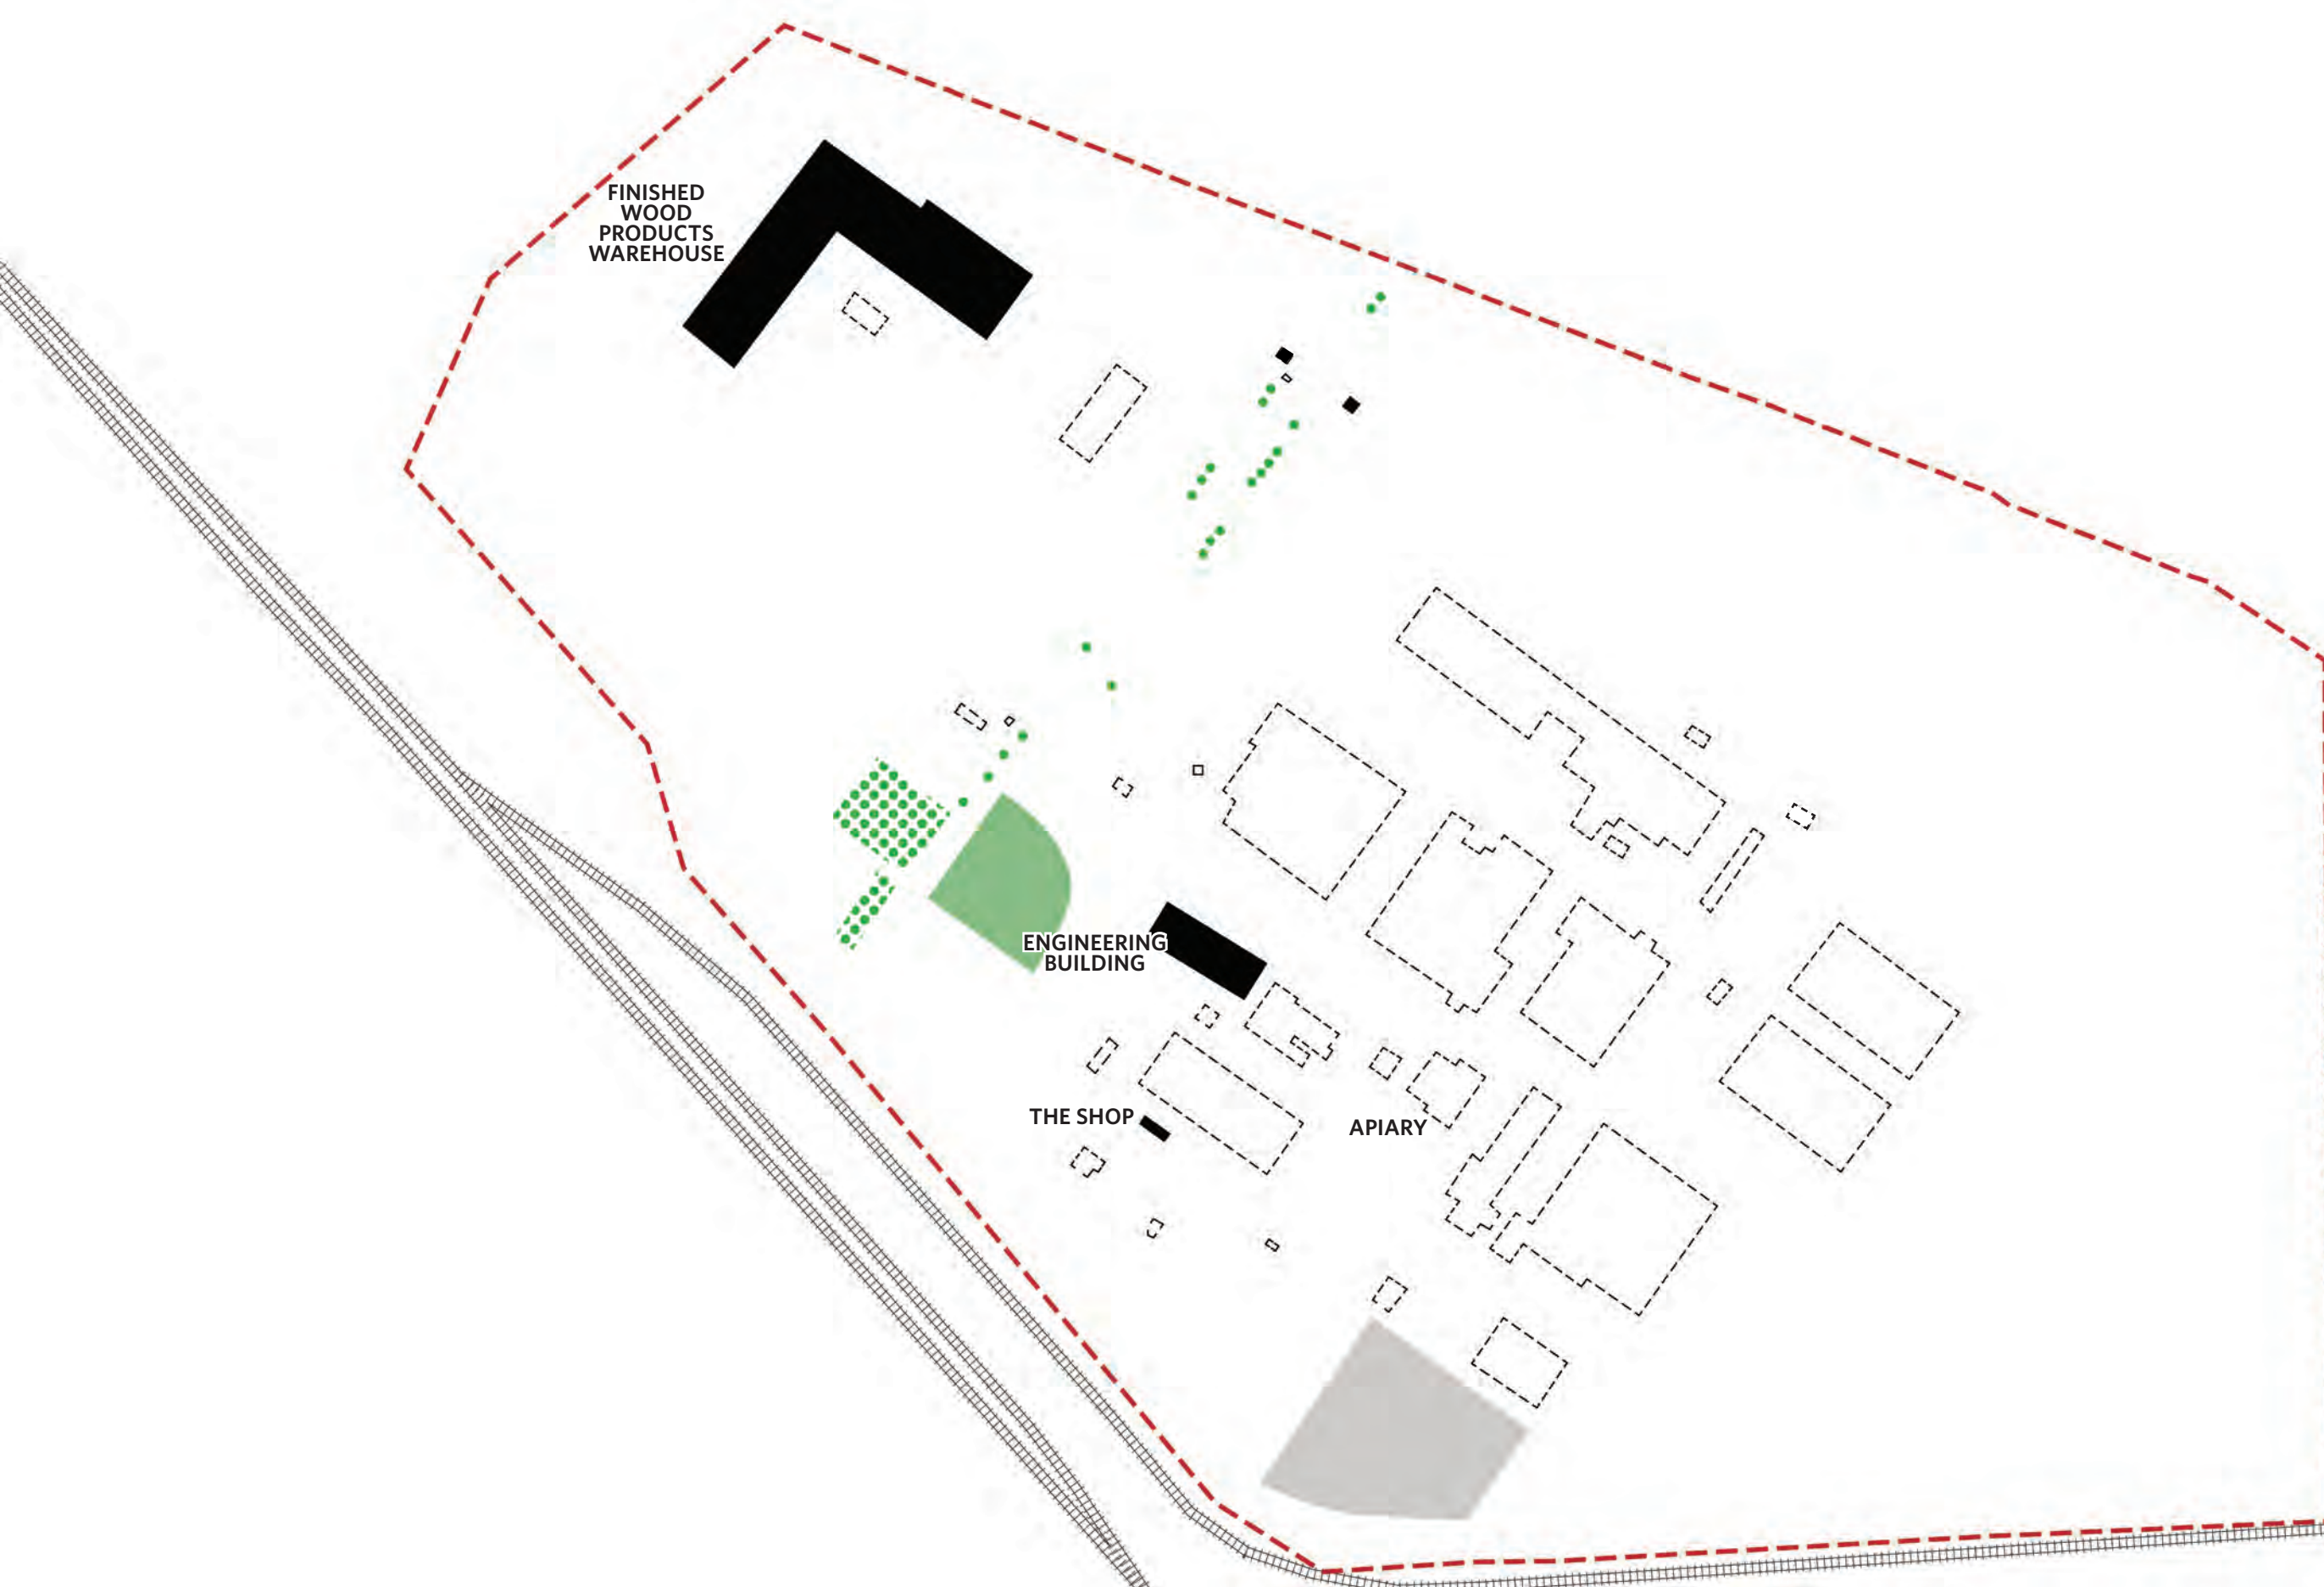 FINISHED
WOOD
PRODUCTS
WAREHOUSE
ENGINEERING
BUILDING
THE SHOP
APIARY